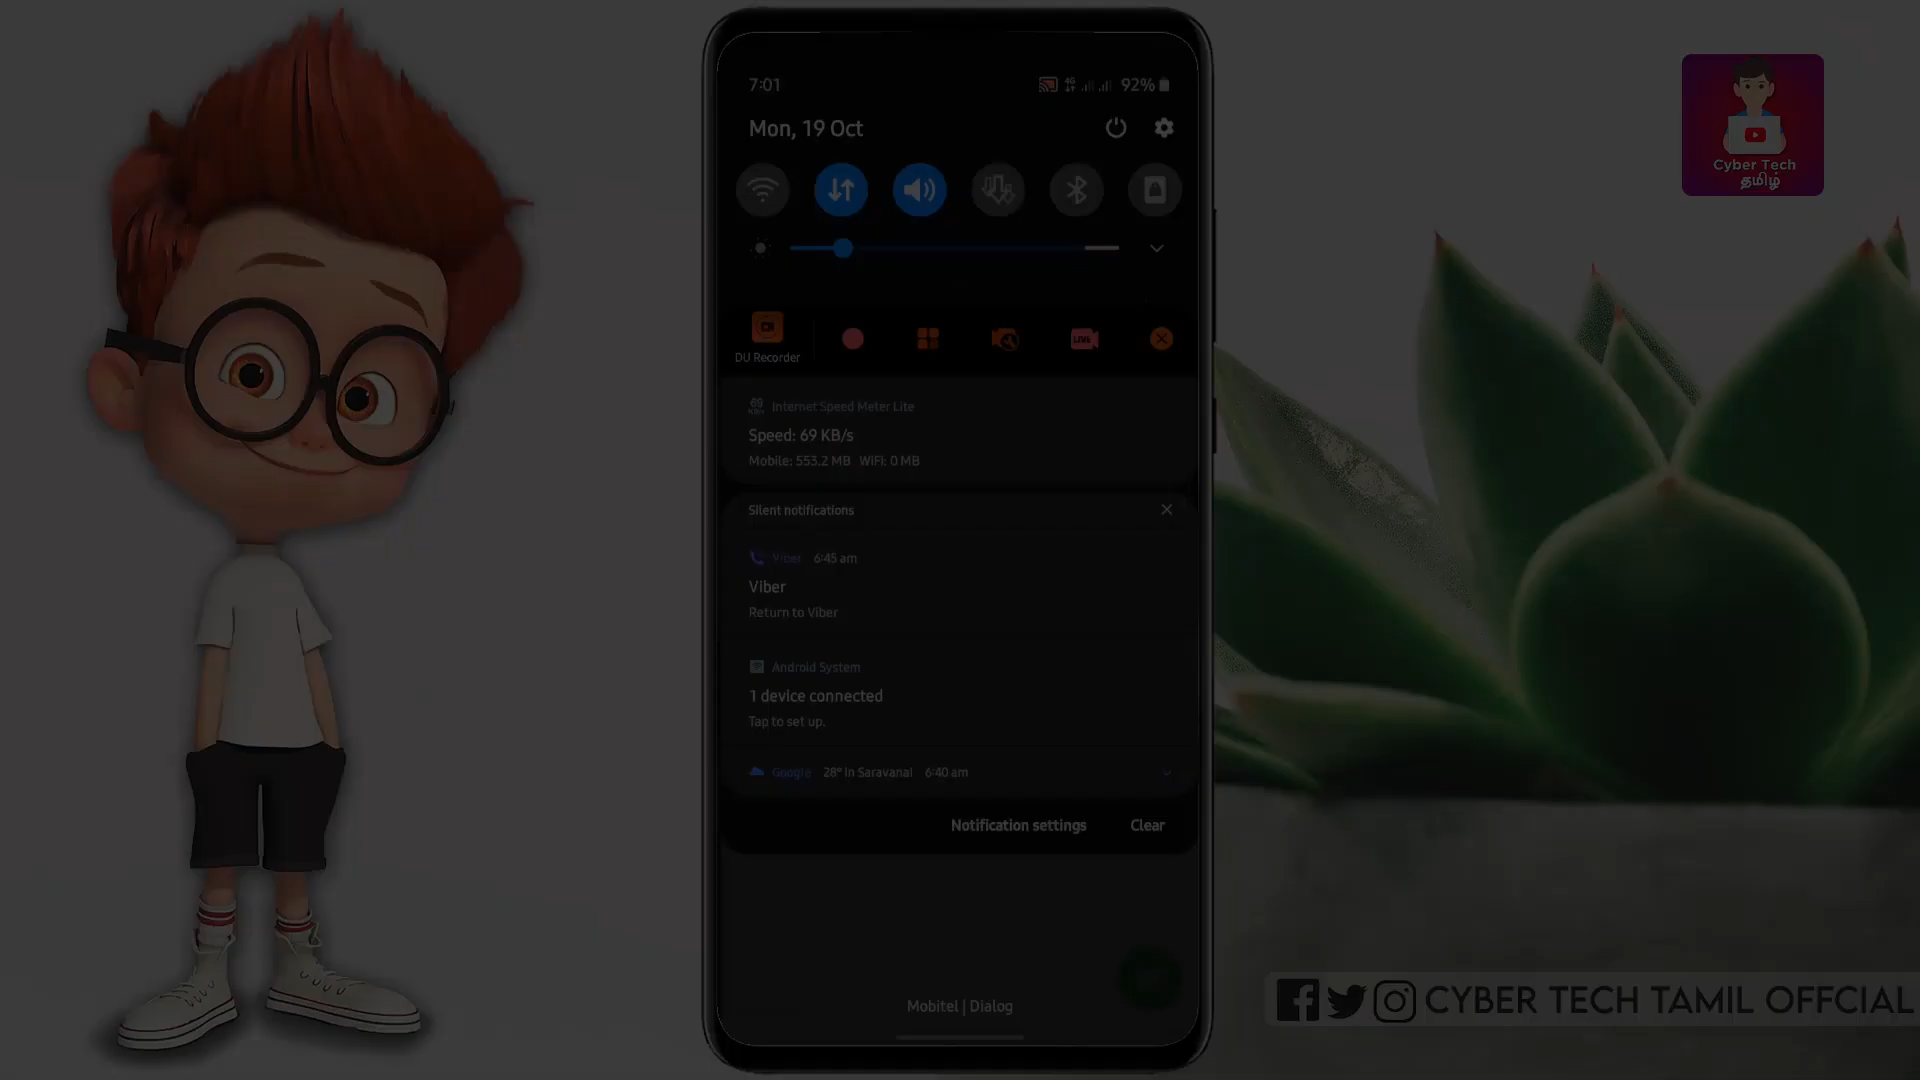 7:01 4G 92%
Mon, 19 Oct
Cyber Tech
தமிழ்
DU Recorder
LIVE
69 Internet Speed Meter Lite
Speed: 69 KB/s
Mobile: 553.2 MB WiFi: 0 MB
Silent notifications
Viber 6:45 am
Viber
Return to Viber
Android System
1 device connected
Tap to set up.
Google 28° in Saravanai 6:40 am
Notification settings Clear
Mobitel | Dialog
CYBER TECH TAMIL OFFCIAL